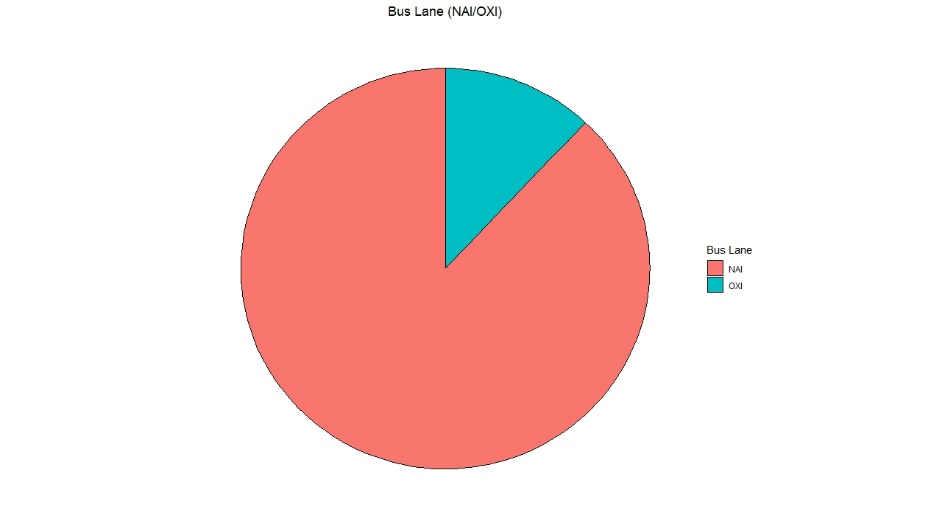 Bus Lane (NAI/OXI)
Bus Lane
NAI
OXI